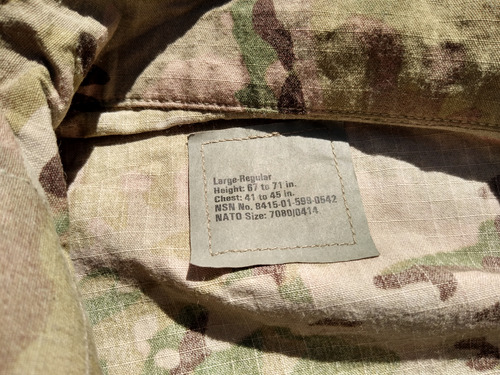 Large-Regular
Height: 67 to 71 in.
Chest: 41 to 45 in.
NSN No. 8415-01-598-0542
NATO Size: 7080/0414